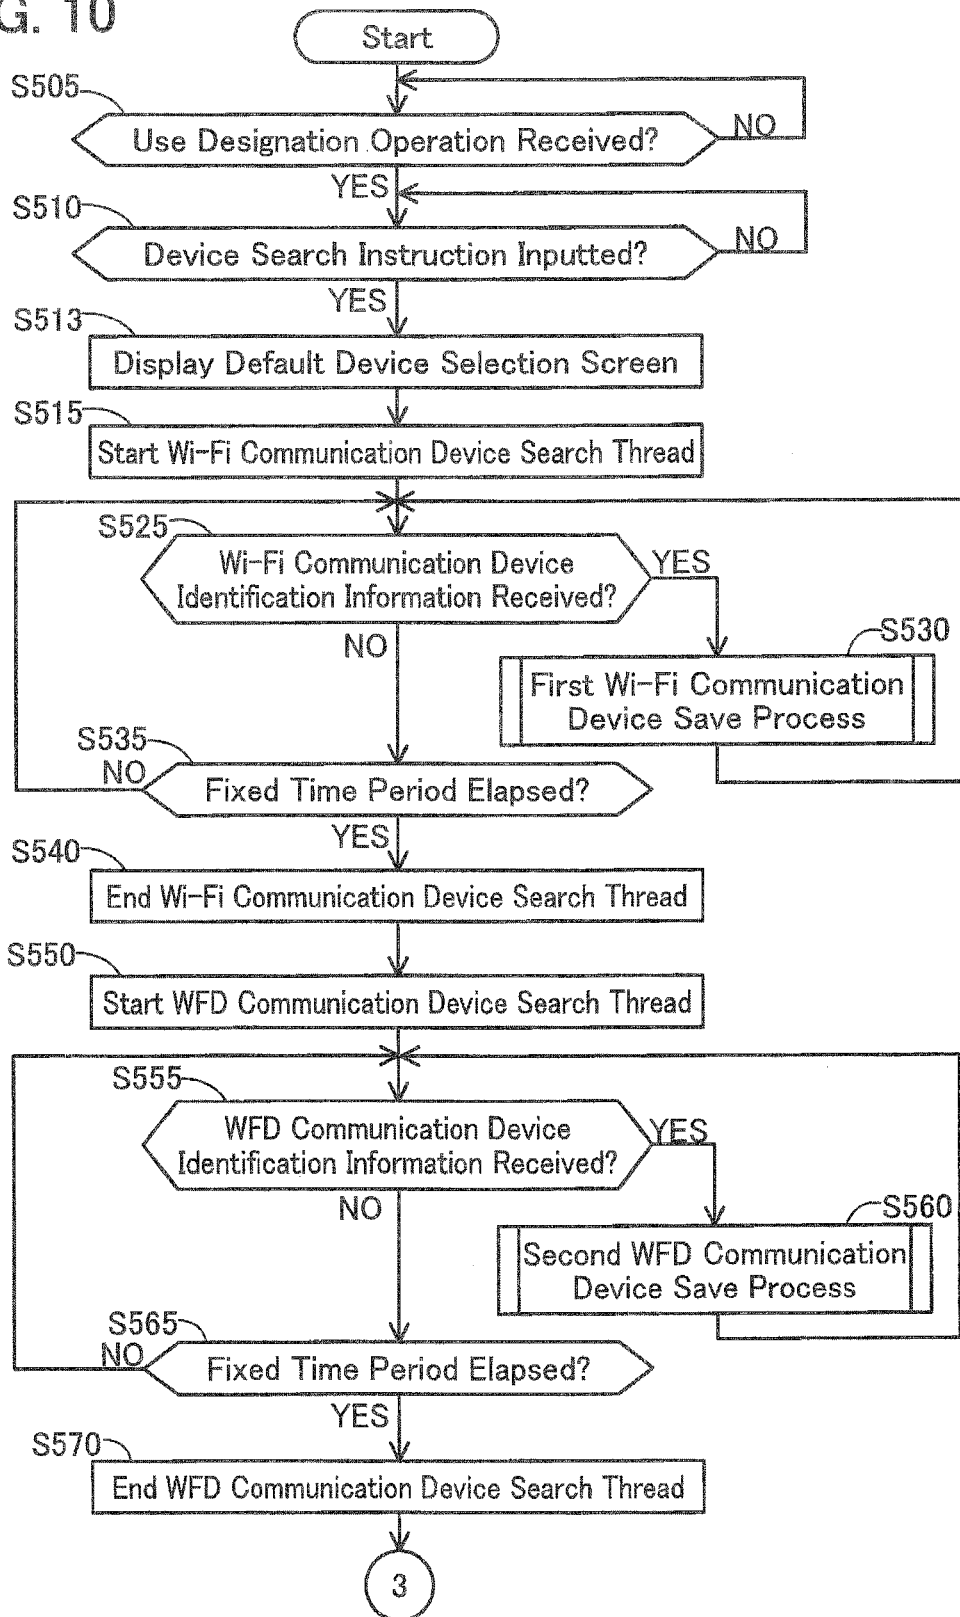 G. 10
Start
S505
Use Designation Operation Received?
NO
YES
S510
Device Search Instruction Inputted?
NO
YES
S513
Display Default Device Selection Screen
S515
Start Wi-Fi Communication Device Search Thread
S525
Wi-Fi Communication Device
Identification Information Received?
YES
NO
S530
First Wi-Fi Communication
Device Save Process
S535
NO
Fixed Time Period Elapsed?
YES
S540
End Wi-Fi Communication Device Search Thread
S550
Start WFD Communication Device Search Thread
S555
WFD Communication Device
Identification Information Received?
YES
NO
S560
Second WFD Communication
Device Save Process
S565
NO
Fixed Time Period Elapsed?
YES
S570
End WFD Communication Device Search Thread
3